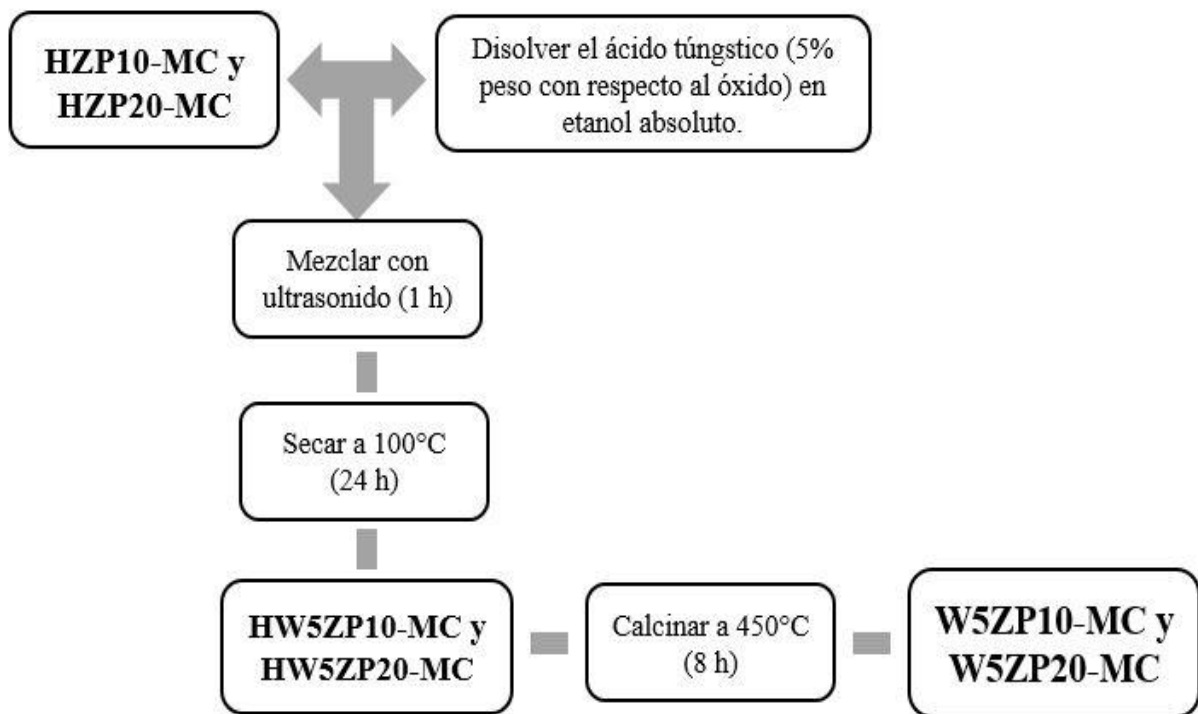 HZP10-MC y
HZP20-MC
Disolver el ácido túngstico (5%
peso con respecto al óxido) en
etanol absoluto.
Mezclar con
ultrasonido (1 h)
Secar a 100°C
(24 h)
HW5ZP10-MC y
HW5ZP20-MC
Calcinar a 450°C
(8 h)
W5ZP10-MC y
W5ZP20-MC